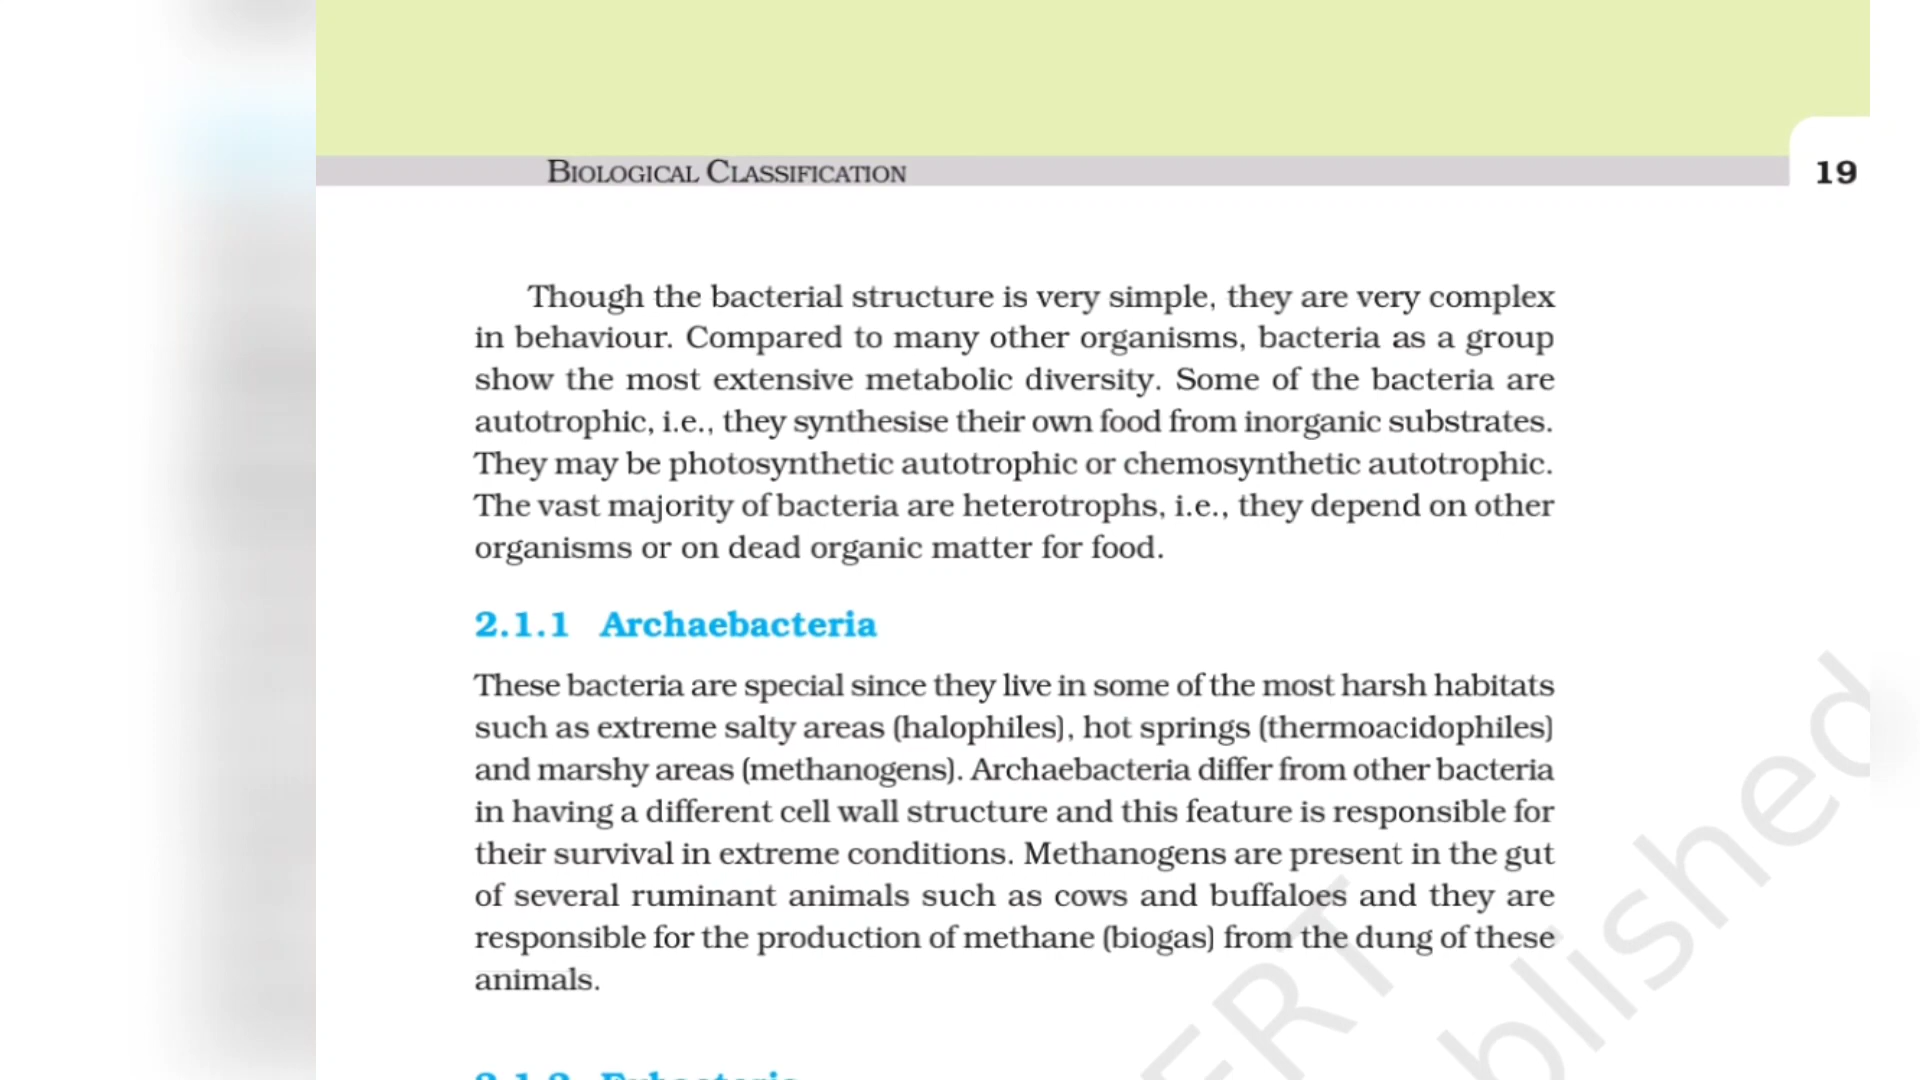 BIOLOGICAL CLASSIFICATION
19
Though the bacterial structure is very simple, they are very complex
in behaviour. Compared to many other organisms, bacteria as a group
show the most extensive metabolic diversity. Some of the bacteria are
autotrophic, i.e., they synthesise their own food from inorganic substrates.
They may be photosynthetic autotrophic or chemosynthetic autotrophic.
The vast majority of bacteria are heterotrophs, i.e., they depend on other
organisms or on dead organic matter for food.
2.1.1 Archaebacteria
These bacteria are special since they live in some of the most harsh habitats
such as extreme salty areas (halophiles), hot springs (thermoacidophiles)
and marshy areas (methanogens). Archaebacteria differ from other bacteria
in having a different cell wall structure and this feature is responsible for
their survival in extreme conditions. Methanogens are present in the gut
of several ruminant animals such as cows and buffaloes and they are
responsible for the production of methane (biogas) from the dung of these
animals.
2.1.2 Eubacteria
ERT
blished